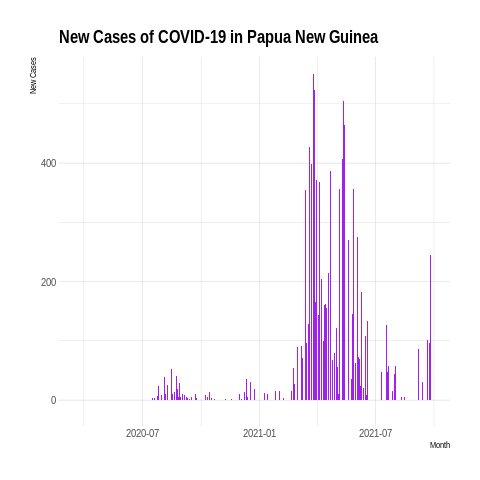 New Cases of COVID-19 in Papua New Guinea
New Cases
400
200
0
2020-07
2021-01
2021-07
Month